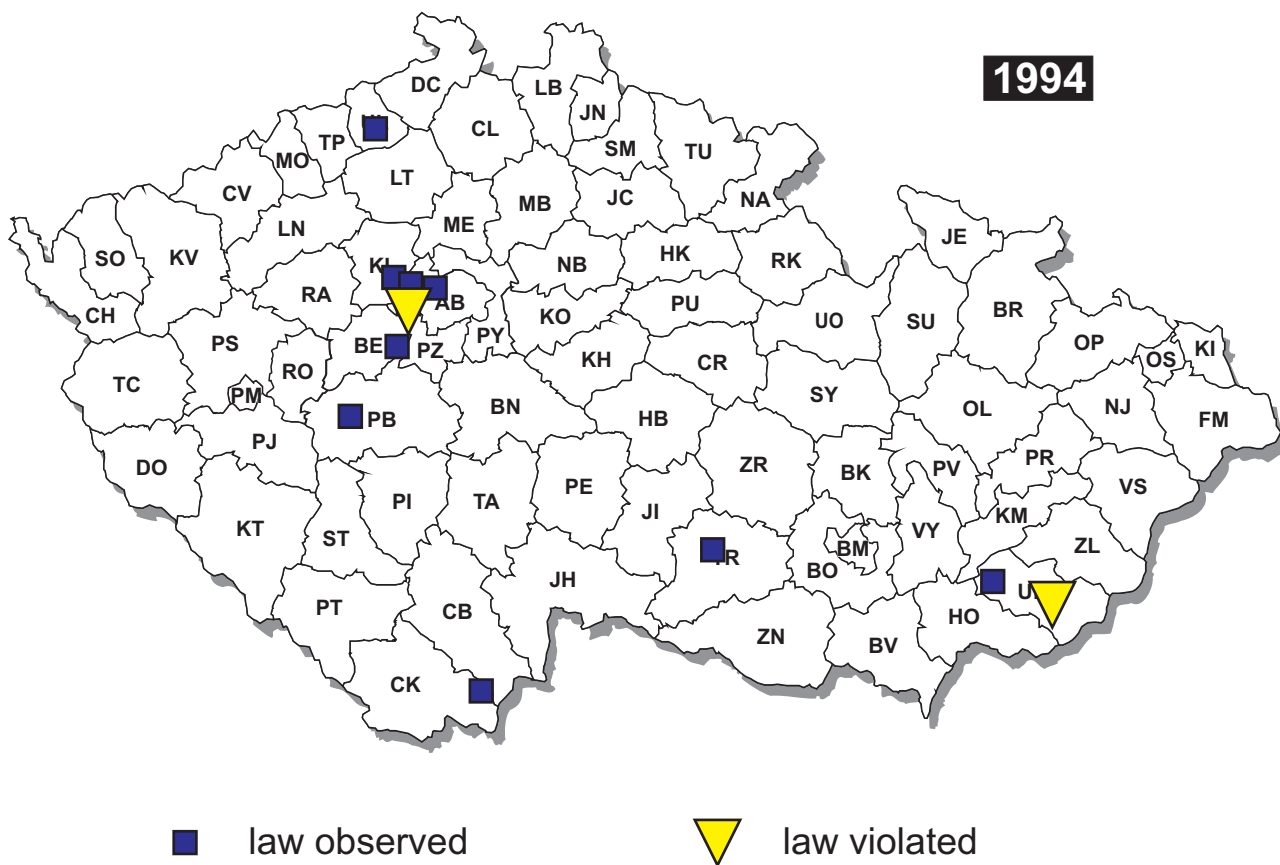 1994
DC
LB
JN
CL
TP
MO
SM
TU
LT
CV
JC
NA
MB
ME
LN
JE
SO
KV
HK
RK
NB
RA
AB
BR
CH
PU
KO
UO
SU
PS
PY
BE
PZ
OP
KI
OS
KH
CR
RO
TC
PM
SY
BN
OL
NJ
PB
HB
FM
PJ
DO
ZR
BK
PV
PR
VS
PE
PI
TA
KT
JI
KM
ST
VY
ZL
BM
BO
JH
PT
CB
HO
ZN
BV
CK
law observed
law violated